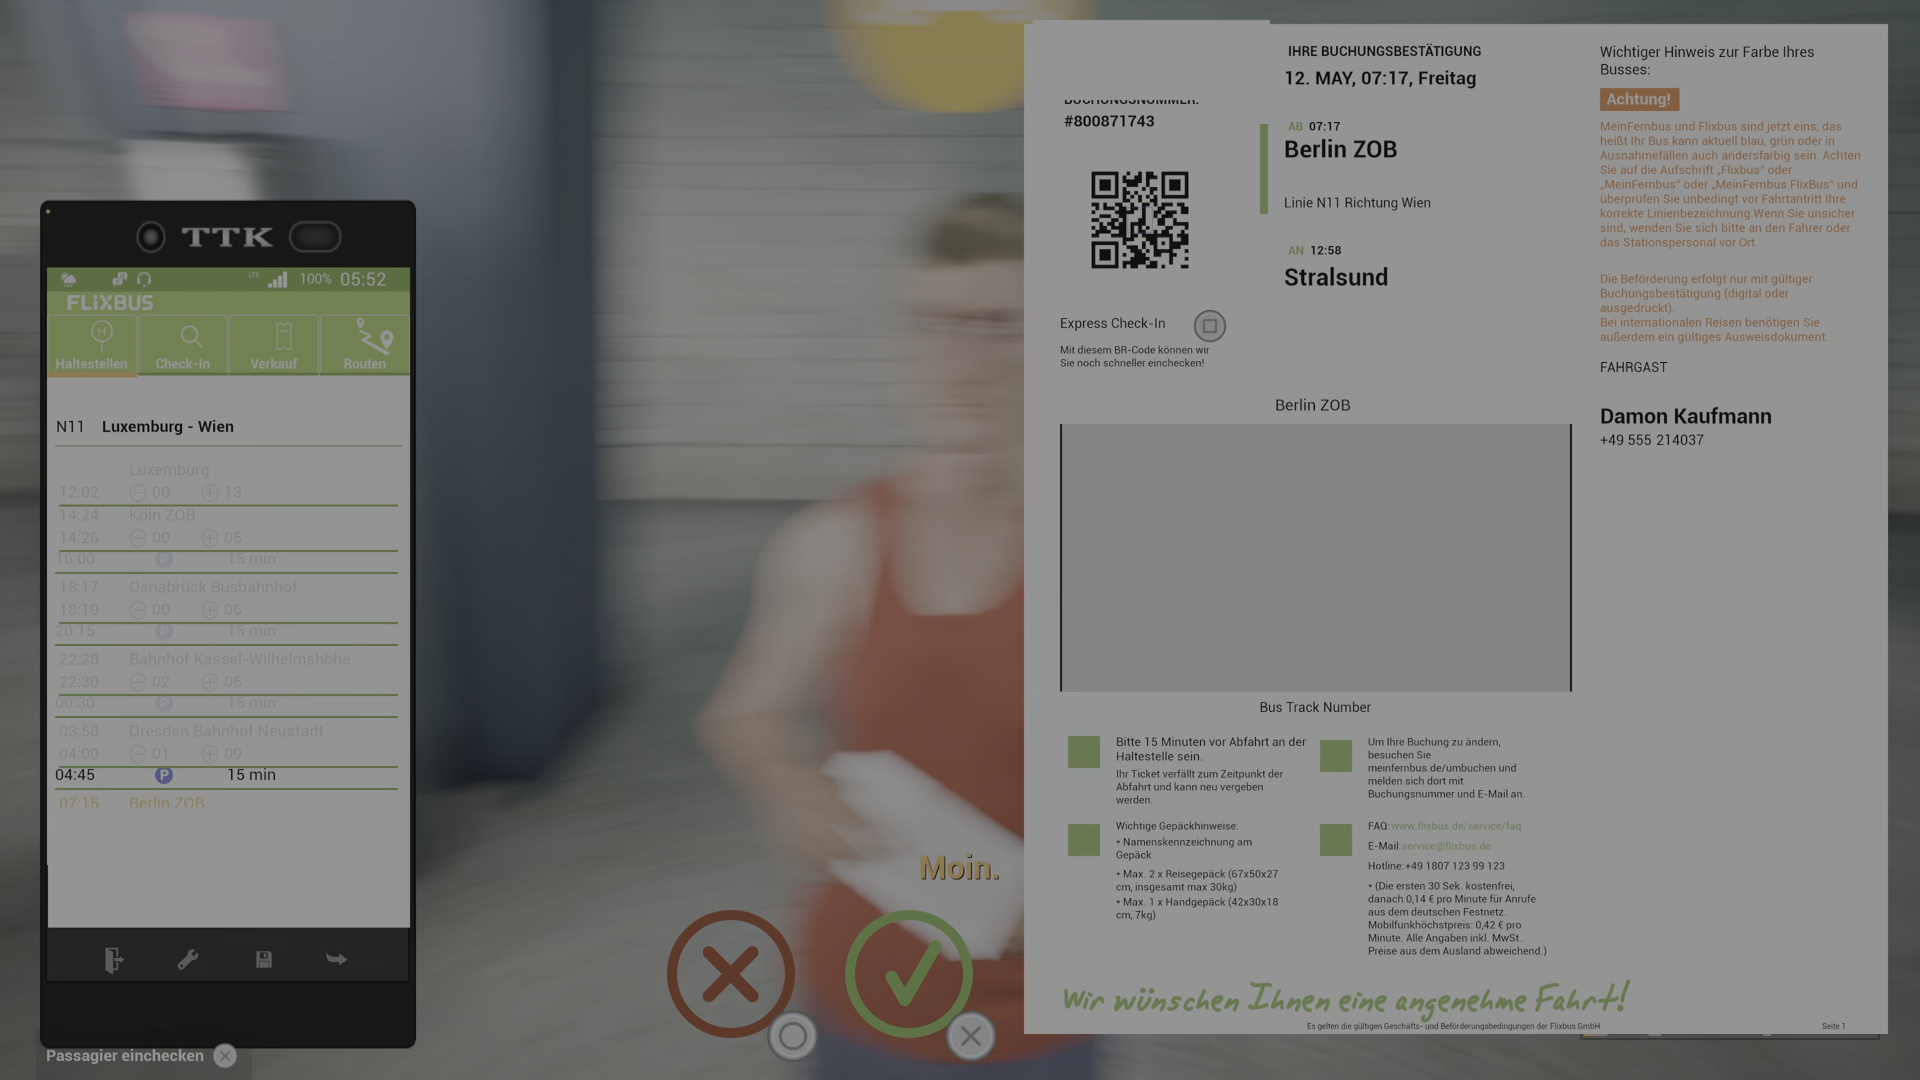 TTK
LTE 100% 05:52
FLiXBUS
Haltestellen Check-In Verkauf Routen
N11 Luxemburg - Wien
Luxemburg
12:02 00 13
14:24 Köln ZOB
14:26 00 05
16:00 P 15 min
18:17 Osnabrück Busbahnhof
18:19 00 06
20:15 P 15 min
22:28 Bahnhof Kassel-Wilhelmshöhe
22:30 02 05
00:30 P 15 min
03:58 Dresden Bahnhof Neustadt
04:00 01 09
04:45 P 15 min
07:15 Berlin ZOB
Passagier einchecken
Moin.
BUCHUNGSNUMMER:
#800871743
Express Check-In
Mit diesem BR-Code können wir
Sie noch schneller einchecken!
IHRE BUCHUNGSBESTÄTIGUNG
12. MAY, 07:17, Freitag
AB 07:17
Berlin ZOB
Linie N11 Richtung Wien
AN 12:58
Stralsund
Berlin ZOB
Bus Track Number
Bitte 15 Minuten vor Abfahrt an der
Haltestelle sein.
Ihr Ticket verfällt zum Zeitpunkt der
Abfahrt und kann neu vergeben
werden.
Wichtige Gepäckhinweise:
• Namenskennzeichnung am
Gepäck
• Max. 2 x Reisegepäck (67x50x27
cm, insgesamt max 30kg)
• Max. 1 x Handgepäck (42x30x18
cm, 7kg)
Um Ihre Buchung zu ändern,
besuchen Sie
meinfernbus.de/umbuchen und
melden sich dort mit
Buchungsnummer und E-Mail an.
FAQ: www.flixbus.de/service/faq
E-Mail: service@flixbus.de
Hotline: +49 1807 123 99 123
• (Die ersten 30 Sek. kostenfrei,
danach 0,14 € pro Minute für Anrufe
aus dem deutschen Festnetz.
Mobilfunkhöchstpreis: 0,42 € pro
Minute. Alle Angaben inkl. MwSt..
Preise aus dem Ausland abweichend.)
Wir wünschen Ihnen eine angenehme Fahrt!
Es gelten die gültigen Geschäfts- und Beförderungsbedingungen der Flixbus GmbH
Seite 1
Wichtiger Hinweis zur Farbe Ihres
Busses:
Achtung!
MeinFernbus und Flixbus sind jetzt eins, das
heißt Ihr Bus kann aktuell blau, grün oder in
Ausnahmefällen auch andersfarbig sein. Achten
Sie auf die Aufschrift „Flixbus“ oder
„MeinFernbus“ oder „MeinFernbus FlixBus“ und
überprüfen Sie unbedingt vor Fahrtantritt Ihre
korrekte Linienbezeichnung.Wenn Sie unsicher
sind, wenden Sie sich bitte an den Fahrer oder
das Stationspersonal vor Ort.
Die Beförderung erfolgt nur mit gültiger
Buchungsbestätigung (digital oder
ausgedruckt).
Bei internationalen Reisen benötigen Sie
außerdem ein gültiges Ausweisdokument.
FAHRGAST
Damon Kaufmann
+49 555 214037